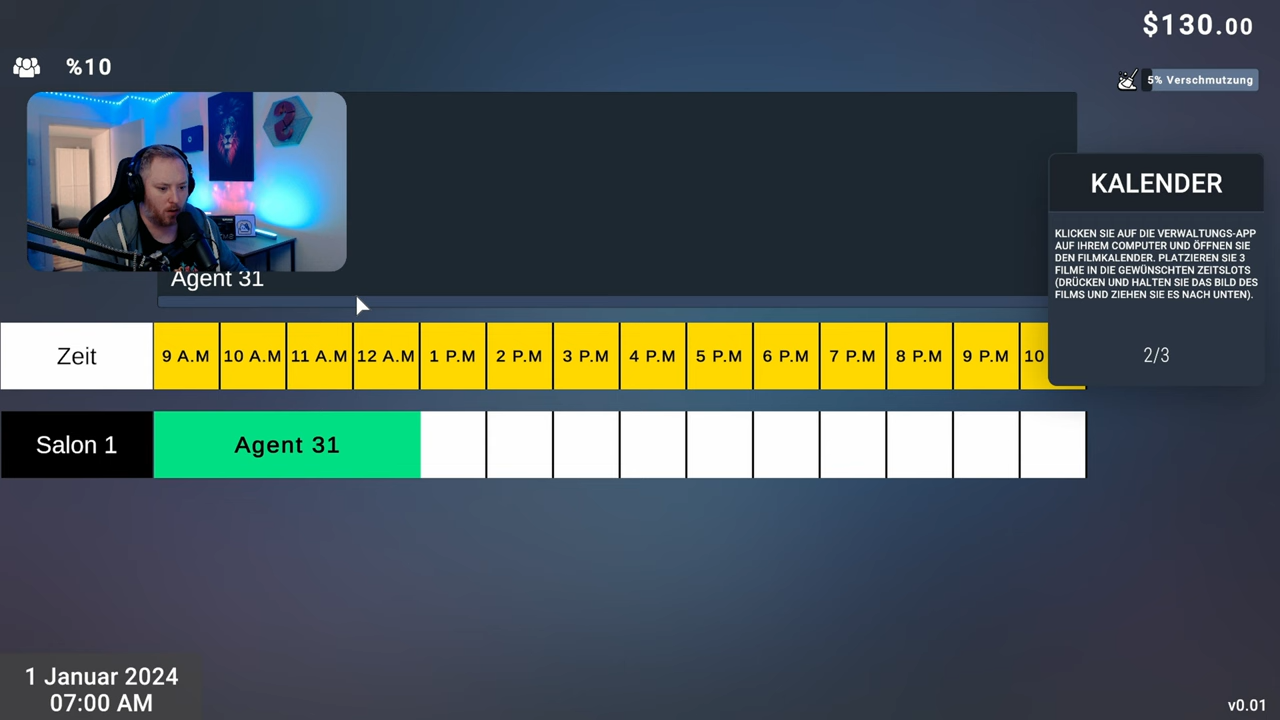 $130.00
%10
5% Verschmutzung
KALENDER
KLICKEN SIE AUF DIE VERWALTUNGS-APP
AUF IHREM COMPUTER UND ÖFFNEN SIE
DEN FILMKALENDER. PLATZIEREN SIE 3
FILME IN DIE GEWÜNSCHTEN ZEITSLOTS
(DRÜCKEN UND HALTEN SIE DAS BILD DES
FILMS UND ZIEHEN SIE ES NACH UNTEN).
2/3
Agent 31
Zeit 9 A.M 10 A.M 11 A.M 12 A.M 1 P.M 2 P.M 3 P.M 4 P.M 5 P.M 6 P.M 7 P.M 8 P.M 9 P.M 10
Salon 1 Agent 31
1 Januar 2024
07:00 AM
v0.01